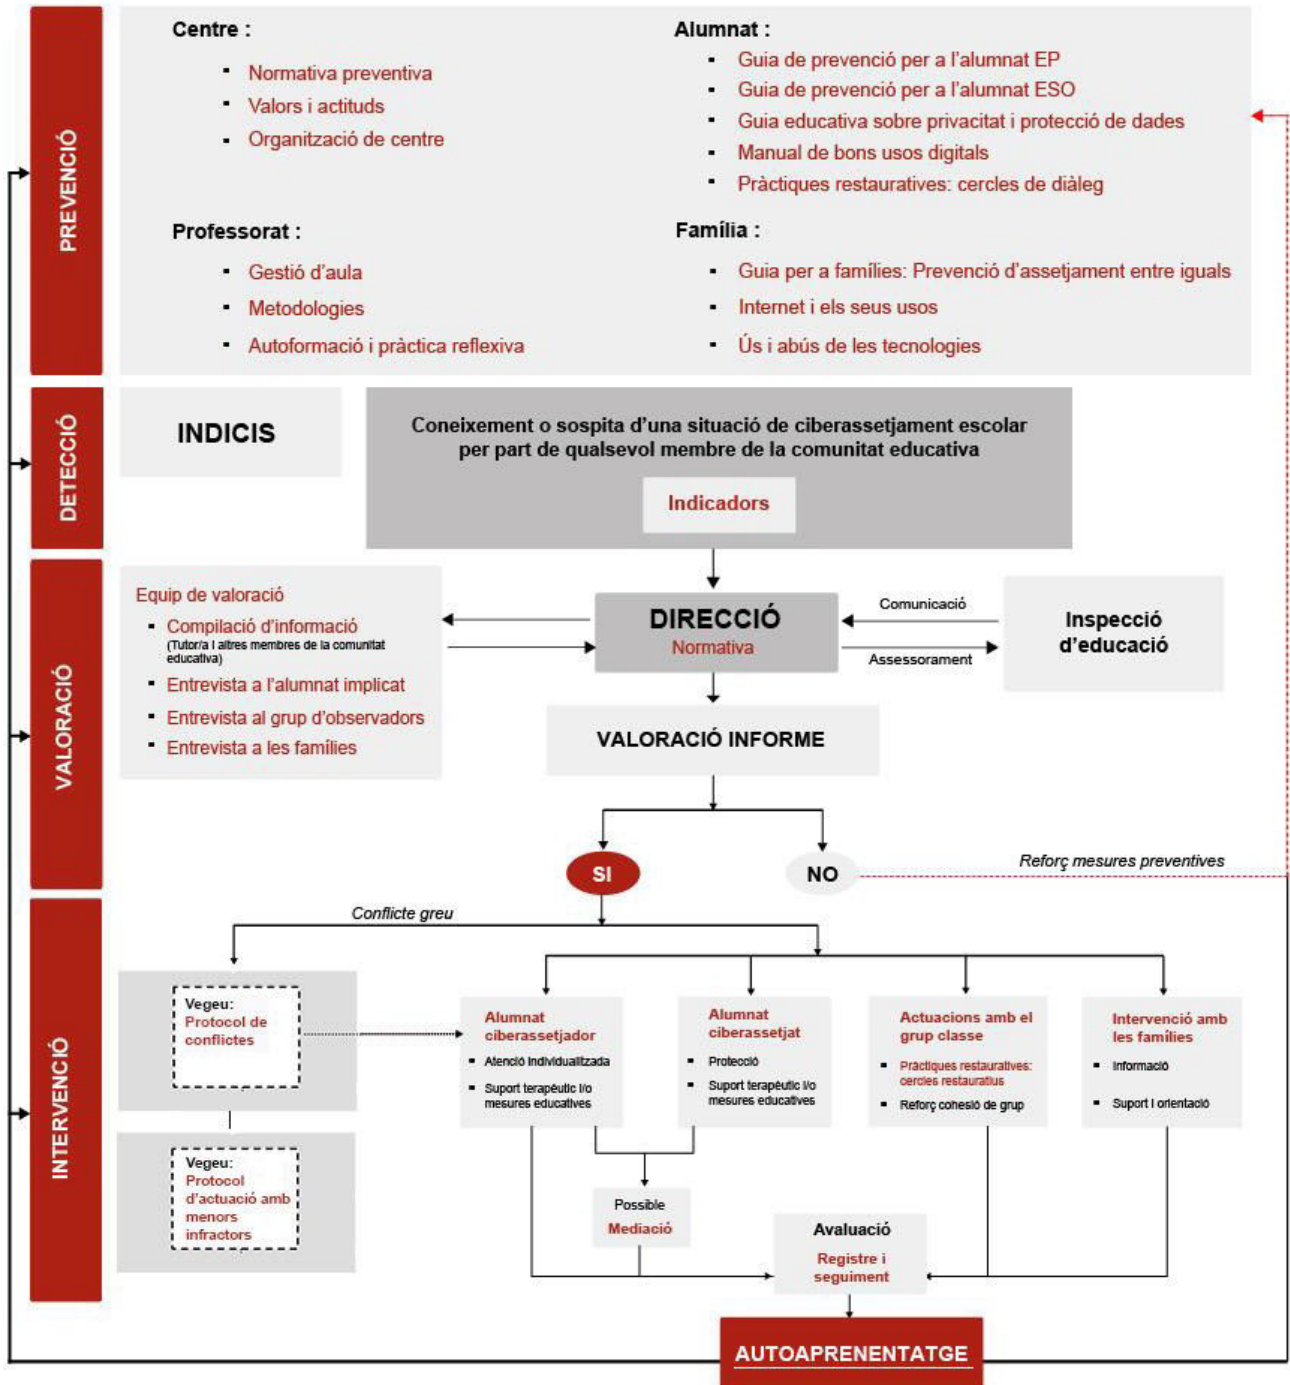 PREVENCIÓ
Centre :
Normativa preventiva
Valors i actituds
Organització de centre
Alumnat :
Guia de prevenció per a l'alumnat EP
Guia de prevenció per a l'alumnat ESO
Guia educativa sobre privacitat i protecció de dades
Manual de bons usos digitals
Pràctiques restauratives: cercles de diàleg
Professorat :
Gestió d'aula
Metodologies
Autoformació i pràctica reflexiva
Família :
Guia per a famílies: Prevenció d'assetjament entre iguals
Internet i els seus usos
Ús i abús de les tecnologies
DETECCIÓ
INDICIS
Coneixement o sospita d'una situació de ciberassetjament escolar
per part de qualsevol membre de la comunitat educativa
Indicadors
VALORACIÓ
Equip de valoració
Compilació d'informació
(Tutor/a i altres membres de la comunitat
educativa)
Entrevista a l'alumnat implicat
Entrevista al grup d'observadors
Entrevista a les famílies
DIRECCIÓ
Normativa
Comunicació
Assessorament
Inspecció
d'educació
VALORACIÓ INFORME
SI
NO
Reforç mesures preventives
INTERVENCIÓ
Conflicte greu
Vegeu:
Protocol de
conflictes
Vegeu:
Protocol
d'actuació amb
menors
infractors
Alumnat
ciberassetjador
Atenció individualitzada
Suport terapèutic i/o
mesures educatives
Alumnat
ciberassetjat
Protecció
Suport terapèutic i/o
mesures educatives
Actuacions amb el
grup classe
Pràctiques restauratives:
cercles restauratius
Reforç cohesió de grup
Intervenció amb
les famílies
Informació
Suport i orientació
Possible
Mediació
Avaluació
Registre i
seguiment
AUTOAPRENENTATGE